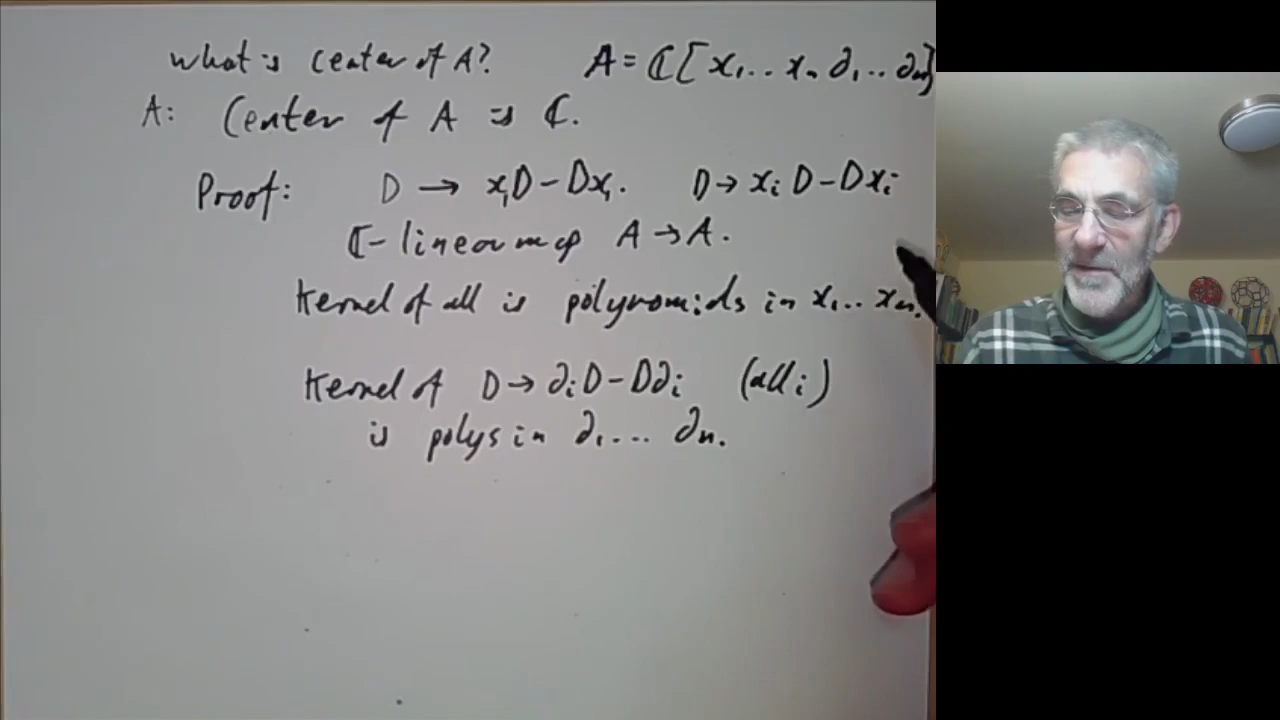 What is center of A? A = ℂ[x₁... xₙ ∂₁... ∂ₙ]
A: Center of A is ℂ.
Proof: D → x₁D - Dx₁. D → xᵢD - Dxᵢ
ℂ-linear map A → A.
Kernel of all is polynomials in x₁... xₙ.
Kernel of D → ∂ᵢD - D∂ᵢ (all i)
is polys in ∂₁.... ∂ₙ.